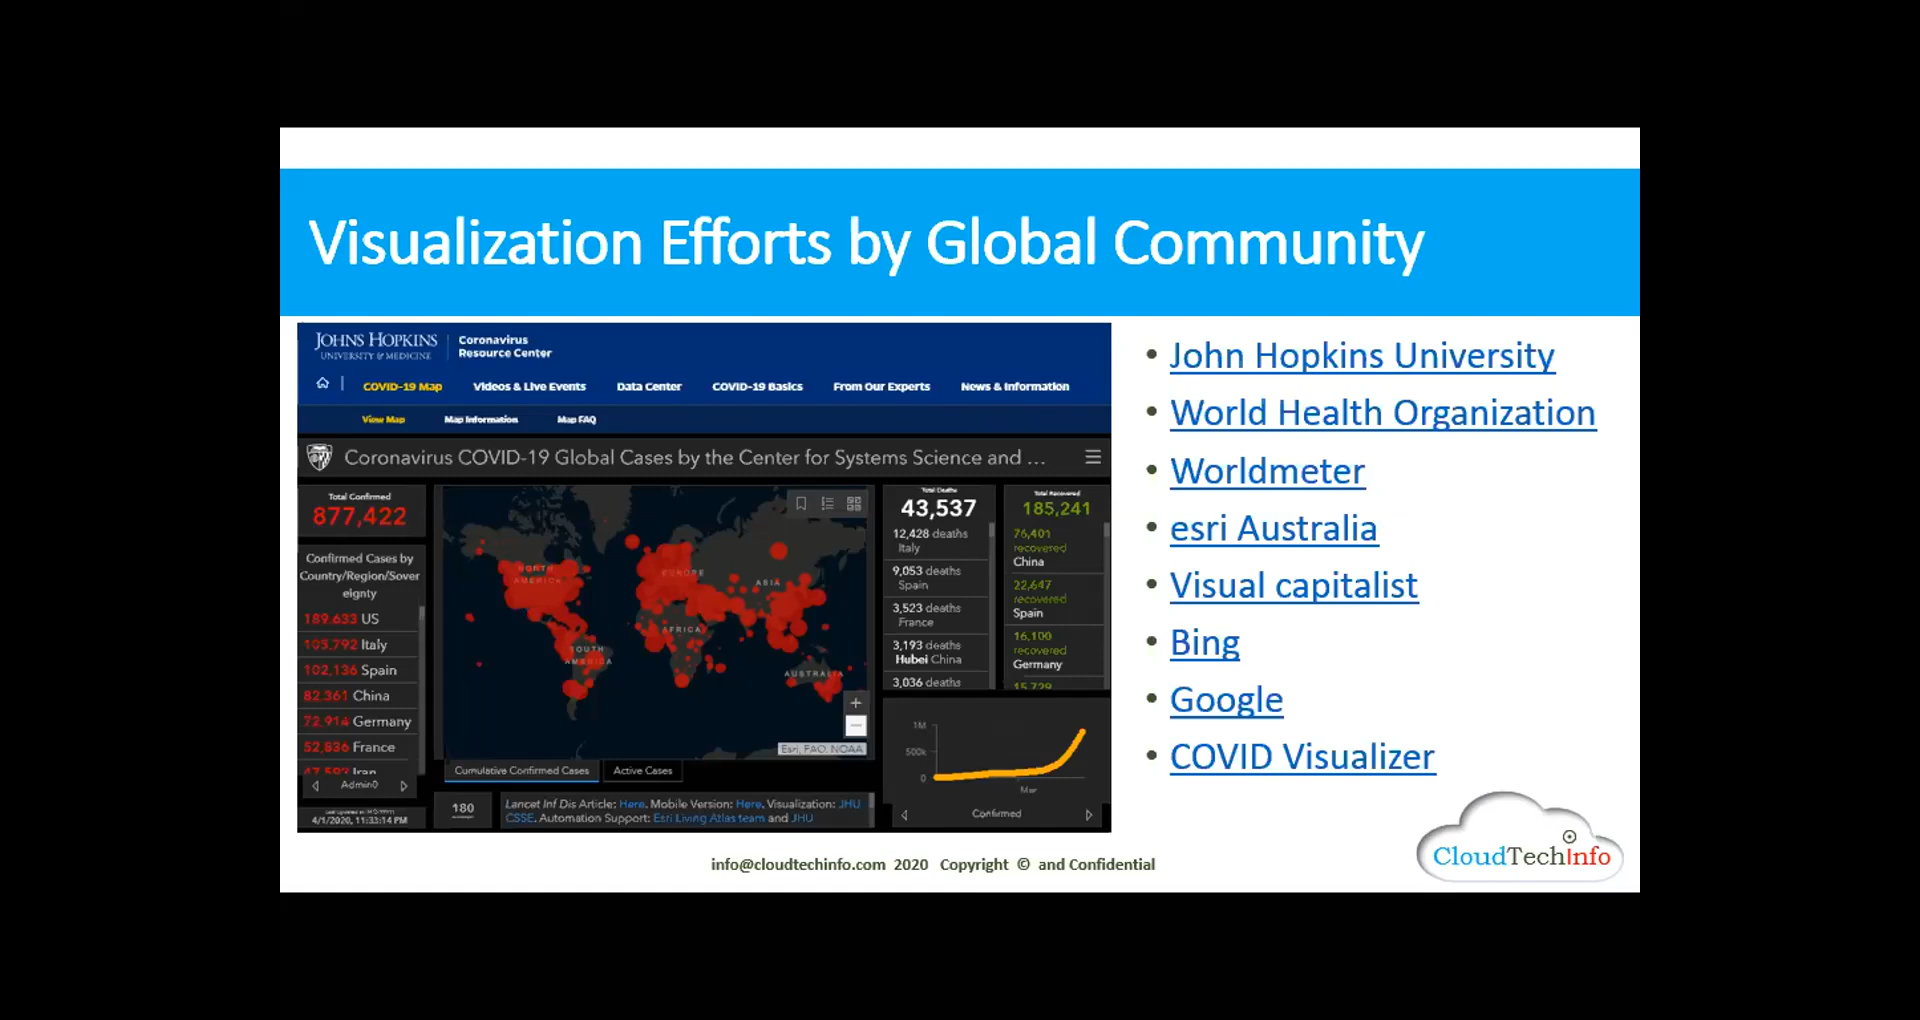 Visualization Efforts by Global Community
JOHNS HOPKINS
UNIVERSITY & MEDICINE
Coronavirus
Resource Center
COVID-19 Map
Videos & Live Events
Data Center
COVID-19 Basics
From Our Experts
News & Information
View Map
Map Information
Map FAQ
Coronavirus COVID-19 Global Cases by the Center for Systems Science and ...
Total Confirmed
877,422
Confirmed Cases by
Country/Region/Sover
eignty
189,633 US
105,792 Italy
102,136 Spain
82,361 China
72,914 Germany
52,836 France
47,593 Iran
Admin0
4/1/2020, 11:33:14 PM
NORTH
AMERICA
SOUTH
AMERICA
EUROPE
AFRICA
ASIA
AUSTRALIA
+
Esri, FAO, NOAA
Cumulative Confirmed Cases
Active Cases
180
Lancet Inf Dis Article: Here. Mobile Version: Here. Visualization: JHU
CSSE. Automation Support: Esri Living Atlas team and JHU
Total Deaths
43,537
12,428 deaths
Italy
9,053 deaths
Spain
3,523 deaths
France
3,193 deaths
Hubei China
3,036 deaths
Total Recovered
185,241
76,401
recovered
China
22,647
recovered
Spain
16,100
recovered
Germany
15,729
1M
500k
0
Mar
Confirmed
• John Hopkins University
• World Health Organization
• Worldmeter
• esri Australia
• Visual capitalist
• Bing
• Google
• COVID Visualizer
info@cloudtechinfo.com 2020 Copyright © and Confidential
CloudTechInfo